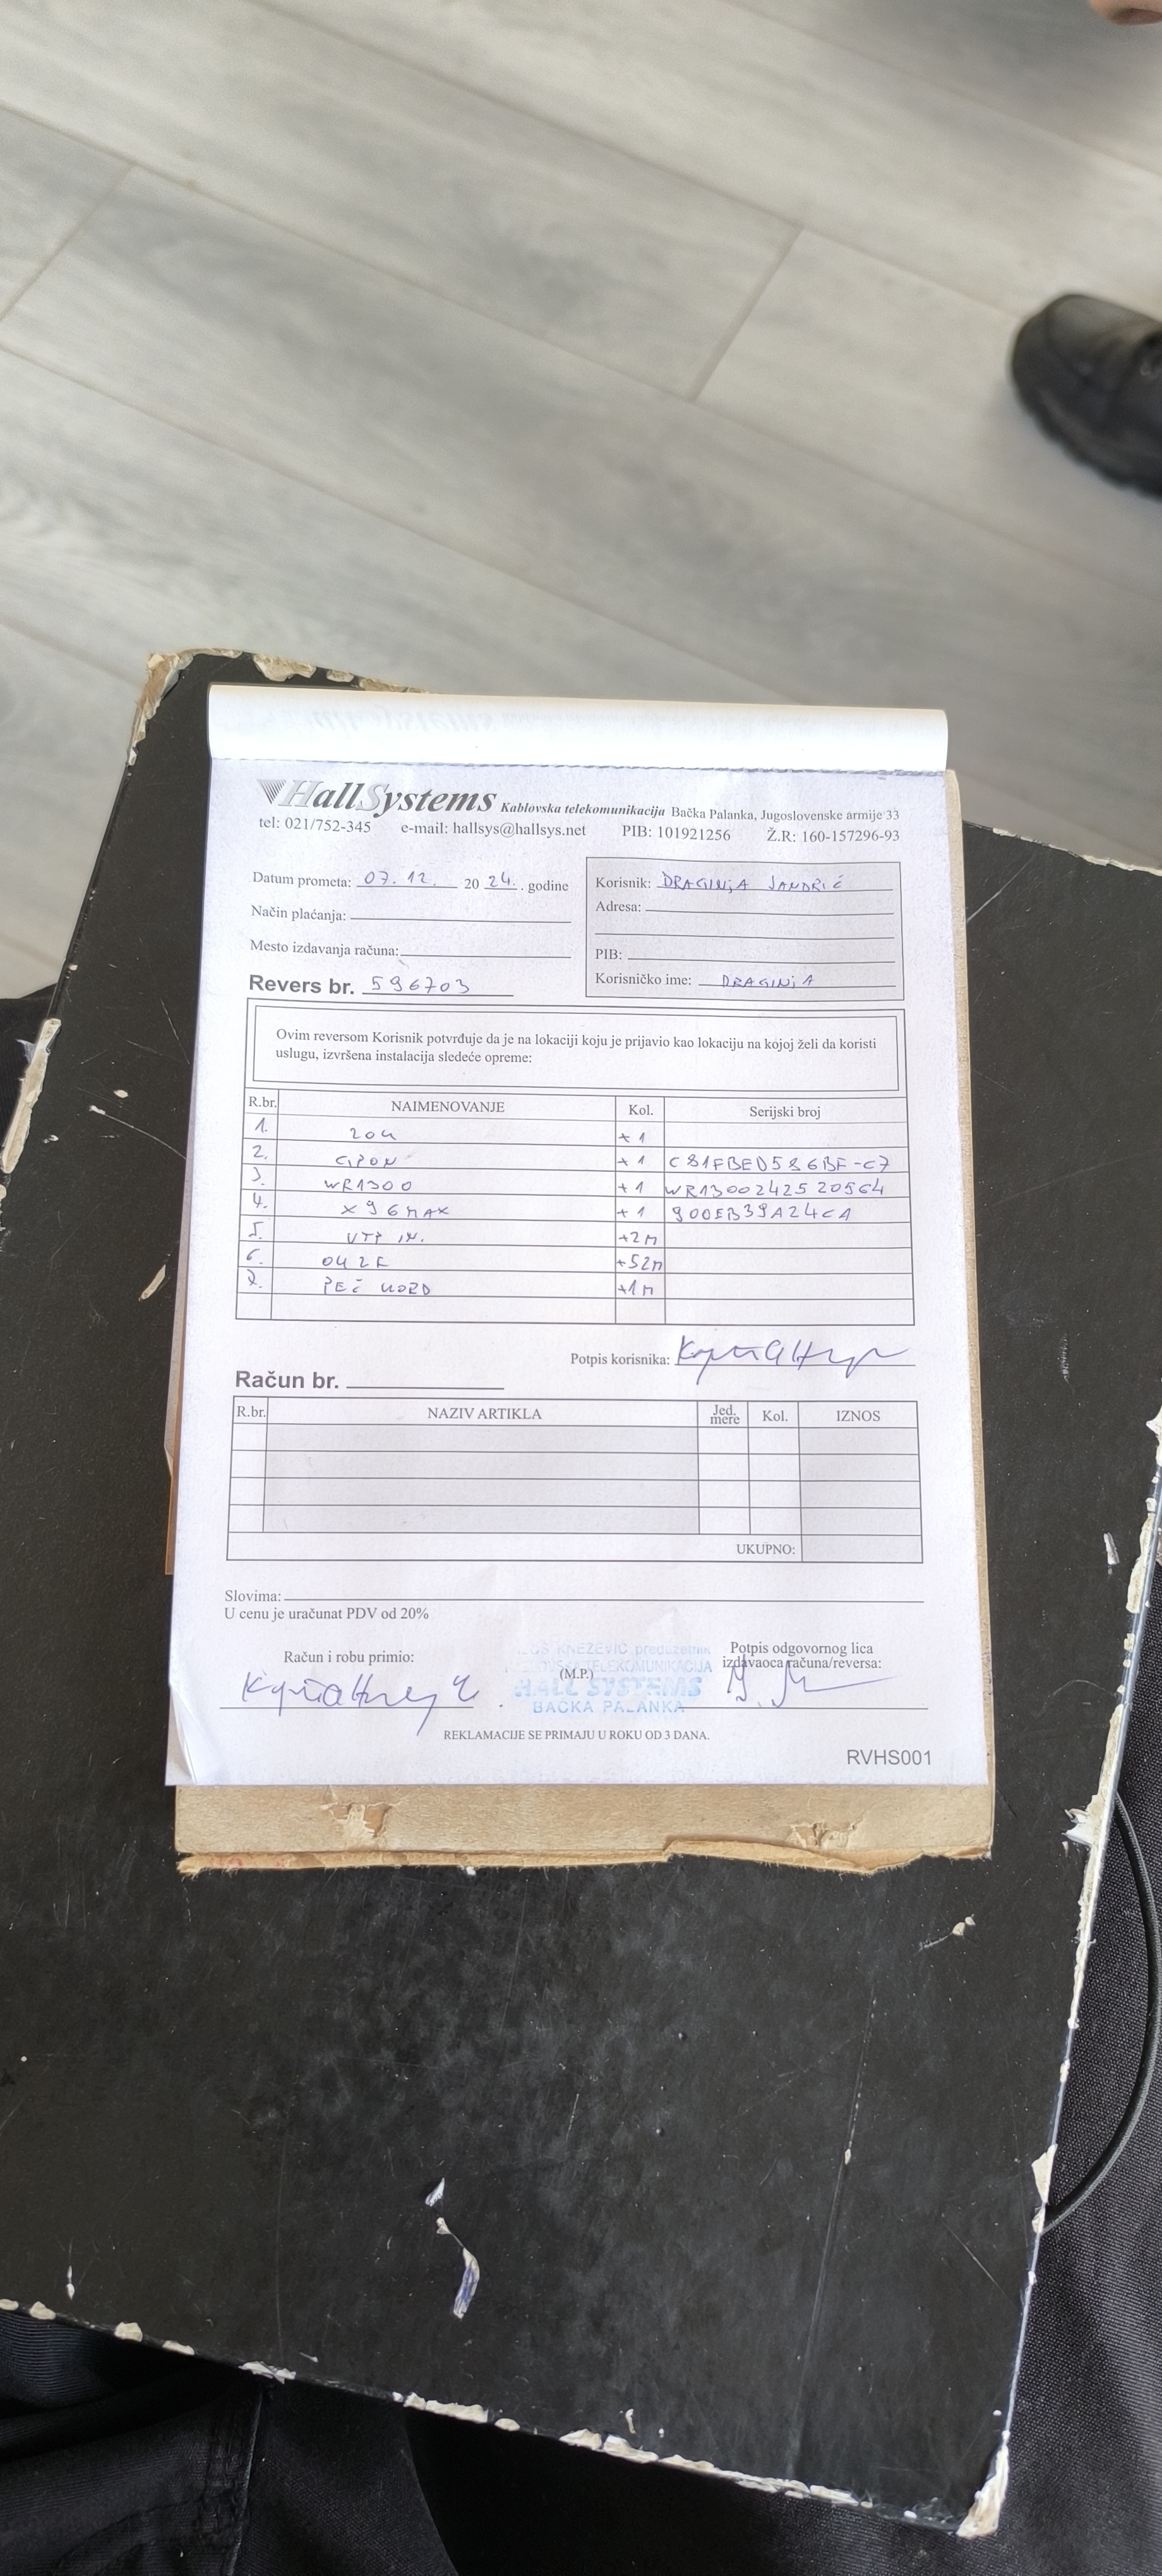 HallSystems Kablovska telekomunikacija Bačka Palanka, Jugoslovenske armije 33
tel: 021/752-345 e-mail: hallsys@hallsys.net PIB: 101921256 Ž.R: 160-157296-93
Datum prometa: 07.12. 20 24. godine
Način plaćanja:
Mesto izdavanja računa:
Korisnik: DRAGINjA JANDRIĆ
Adresa:
PIB:
Korisničko ime: DRAGINjA
Revers br. 596703
Ovim reversom Korisnik potvrđuje da je na lokaciji koju je prijavio kao lokaciju na kojoj želi da koristi
uslugu, izvršena instalacija sledeće opreme:
R.br. NAIMENOVANJE Kol. Serijski broj
1. ZOK +1
2. GPON +1 C81FBED586BF-C7
3. WR1300 +1 WR1300242520564
4. X96MAX +1 900EB39A24CA
5. UTP IN. +2M
6. +52M
7. PEČ KORD +1M
Potpis korisnika:
Račun br.
R.br. NAZIV ARTIKLA Jed. mere Kol. IZNOS
UKUPNO:
Slovima:
U cenu je uračunat PDV od 20%
Račun i robu primio:
KNEŽEVIĆ preduzetnik
TELEKOMUNIKACIJA
(M.P.)
HALL SYSTEMS
BAČKA PALANKA
Potpis odgovornog lica
izdavaoca računa/reversa:
REKLAMACIJE SE PRIMAJU U ROKU OD 3 DANA.
RVHS001